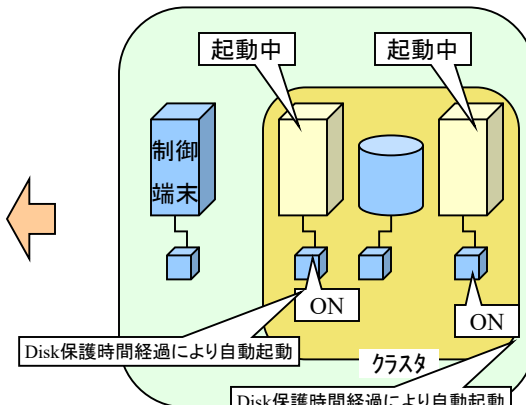 起動中
起動中
制御
端末
ON
ON
Disk保護時間経過により自動起動
クラスタ
Disk保護時間経過により自動起動